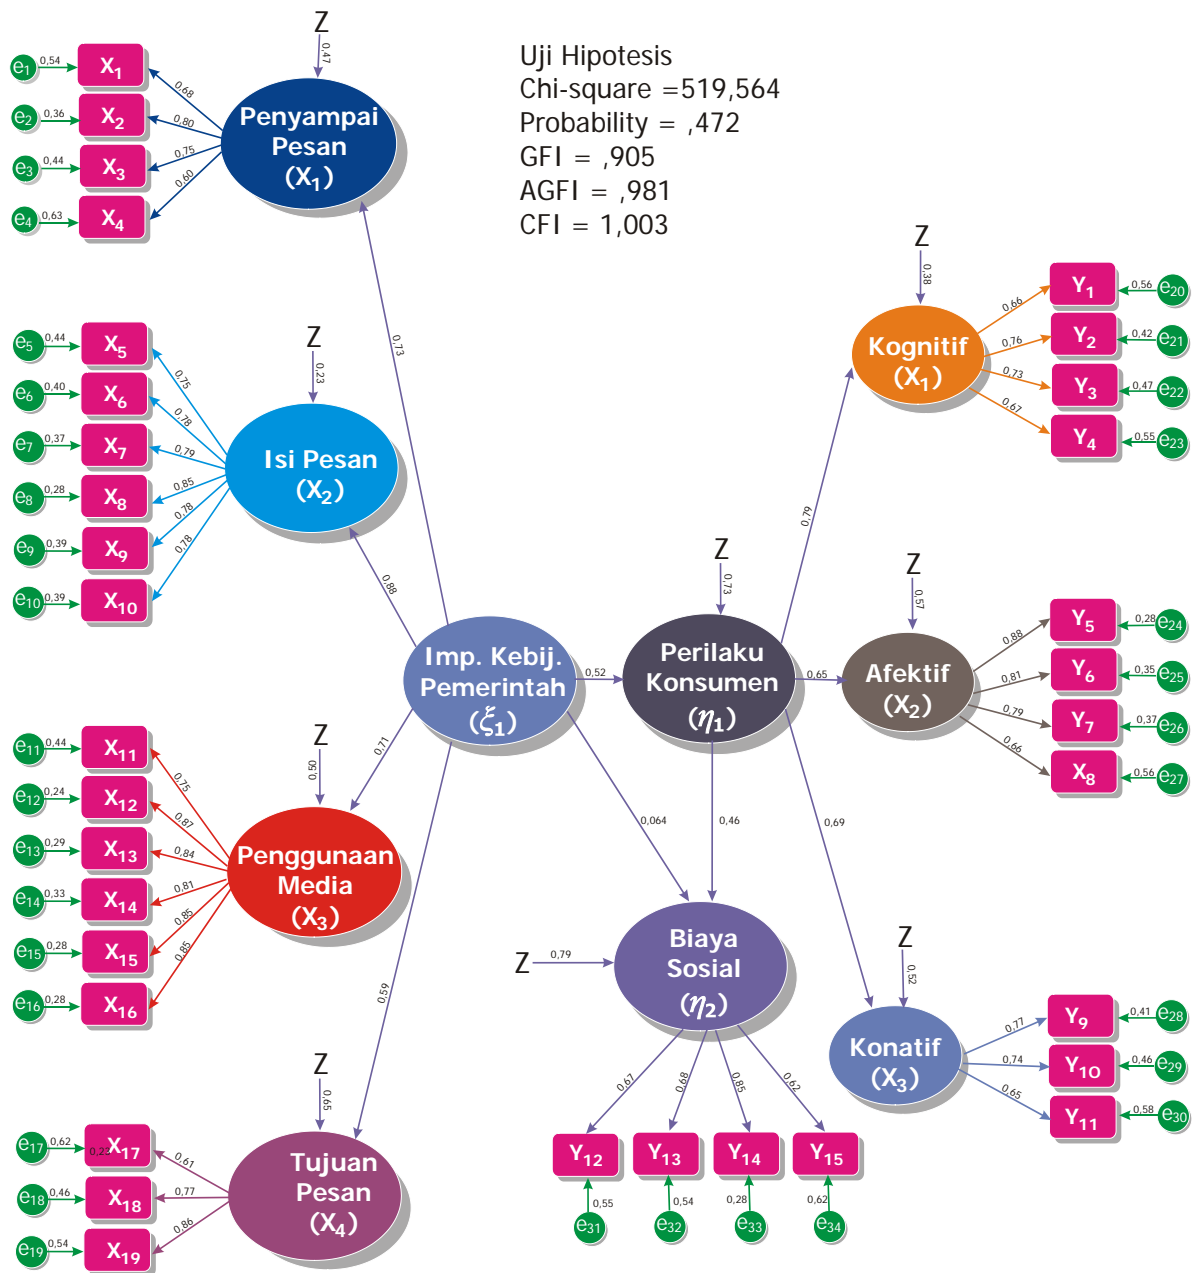 Uji Hipotesis
Chi-square =519,564
Probability = ,472
GFI = ,905
AGFI = ,981
CFI = 1,003
Z
0,47
Penyampai
Pesan
(X1)
e1 0,54 X1 0,68
e2 0,36 X2 0,80
e3 0,44 X3 0,75
e4 0,63 X4 0,60
0,73
Z
0,23
Isi Pesan
(X2)
e5 0,44 X5 0,75
e6 0,40 X6 0,78
e7 0,37 X7 0,79
e8 0,28 X8 0,85
e9 0,39 X9 0,78
e10 0,39 X10 0,78
0,88
Imp. Kebij.
Pemerintah
(ξ1)
0,52
0,71
0,59
0,064
Z
0,50
Penggunaan
Media
(X3)
e11 0,44 X11 0,75
e12 0,24 X12 0,87
e13 0,29 X13 0,84
e14 0,33 X14 0,81
e15 0,28 X15 0,85
e16 0,28 X16 0,85
Z
0,65
Tujuan
Pesan
(X4)
e17 0,62 0,23 X17 0,61
e18 0,46 X18 0,77
e19 0,54 X19 0,86
Z
0,73
Perilaku
Konsumen
(η1)
0,79
0,65
0,69
0,46
Z
0,38
Kognitif
(X1)
0,66 Y1 0,56 e20
0,76 Y2 0,42 e21
0,73 Y3 0,47 e22
0,67 Y4 0,55 e23
Z
0,57
Afektif
(X2)
0,88 Y5 0,28 e24
0,81 Y6 0,35 e25
0,79 Y7 0,37 e26
0,66 X8 0,56 e27
Z
0,52
Konatif
(X3)
0,77 Y9 0,41 e28
0,74 Y10 0,46 e29
0,65 Y11 0,58 e30
Z 0,79
Biaya
Sosial
(η2)
0,67 0,68 0,85 0,62
Y12 Y13 Y14 Y15
0,55 0,54 0,28 0,62
e31 e32 e33 e34